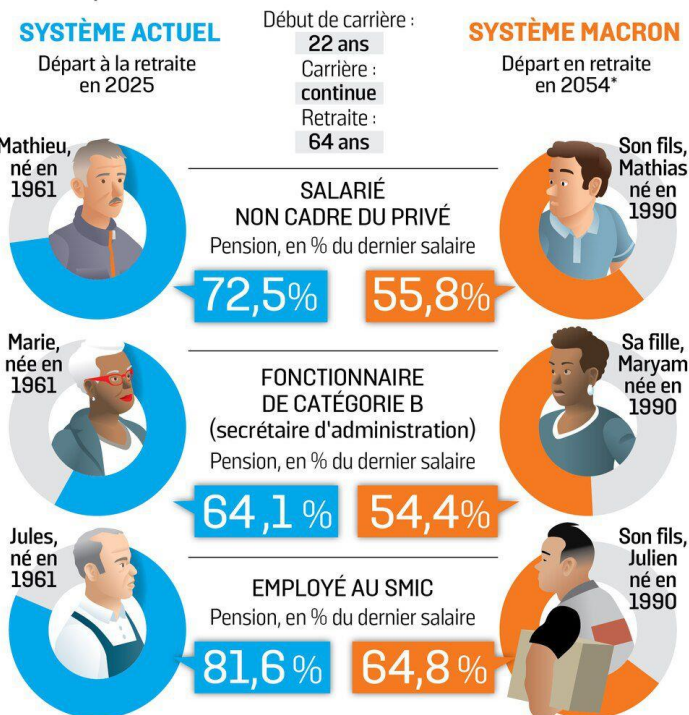 SYSTÈME ACTUEL
Départ à la retraite
en 2025
Début de carrière :
22 ans
Carrière :
continue
Retraite :
64 ans
SYSTÈME MACRON
Départ en retraite
en 2054*
Mathieu,
né en
1961
SALARIÉ
NON CADRE DU PRIVÉ
Pension, en % du dernier salaire
72,5%
55,8%
Son fils,
Mathias
né en
1990
Marie,
née en
1961
FONCTIONNAIRE
DE CATÉGORIE B
(secrétaire d'administration)
Pension, en % du dernier salaire
64,1 %
54,4%
Sa fille,
Maryam
née en
1990
Jules,
né en
1961
EMPLOYÉ AU SMIC
Pension, en % du dernier salaire
81,6 %
64,8 %
Son fils,
Julien
né en
1990